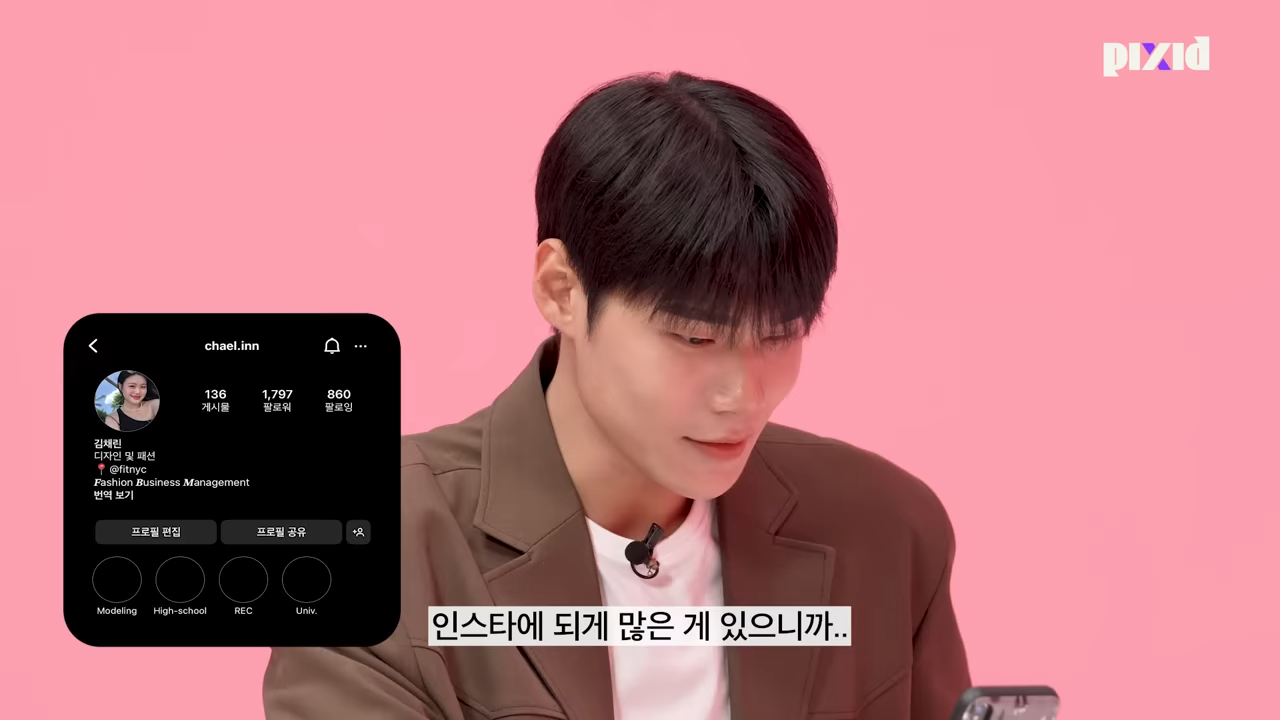 pixid
chael.inn
136
1,797
860
게시물
팔로워
팔로잉
김채린
디자인 및 패션
@fitnyc
Fashion Business Management
번역 보기
프로필 편집
프로필 공유
Modeling
High-school
REC
Univ.
인스타에 되게 많은 게 있으니까..